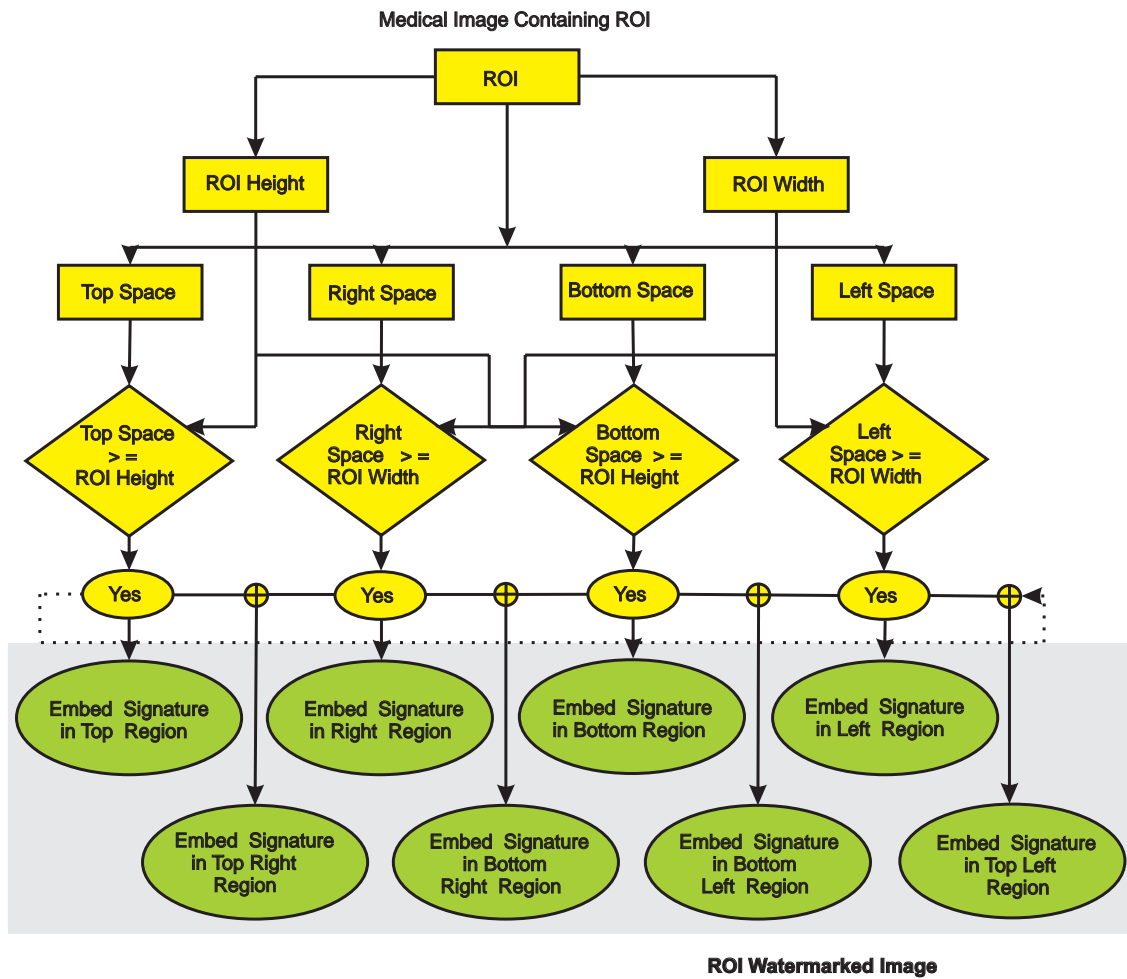 Medical Image Containing ROI
ROI
ROI Height
ROI Width
Top Space
Right Space
Bottom Space
Left Space
Top Space
> =
ROI Height
Right
Space > =
ROI Width
Bottom
Space > =
ROI Height
Left
Space > =
ROI Width
Yes
Yes
Yes
Yes
Embed Signature
in Top Region
Embed Signature
in Right Region
Embed Signature
in Bottom Region
Embed Signature
in Left Region
Embed Signature
in Top Right
Region
Embed Signature
in Bottom
Right Region
Embed Signature
in Bottom
Left Region
Embed Signature
in Top Left
Region
ROI Watermarked Image